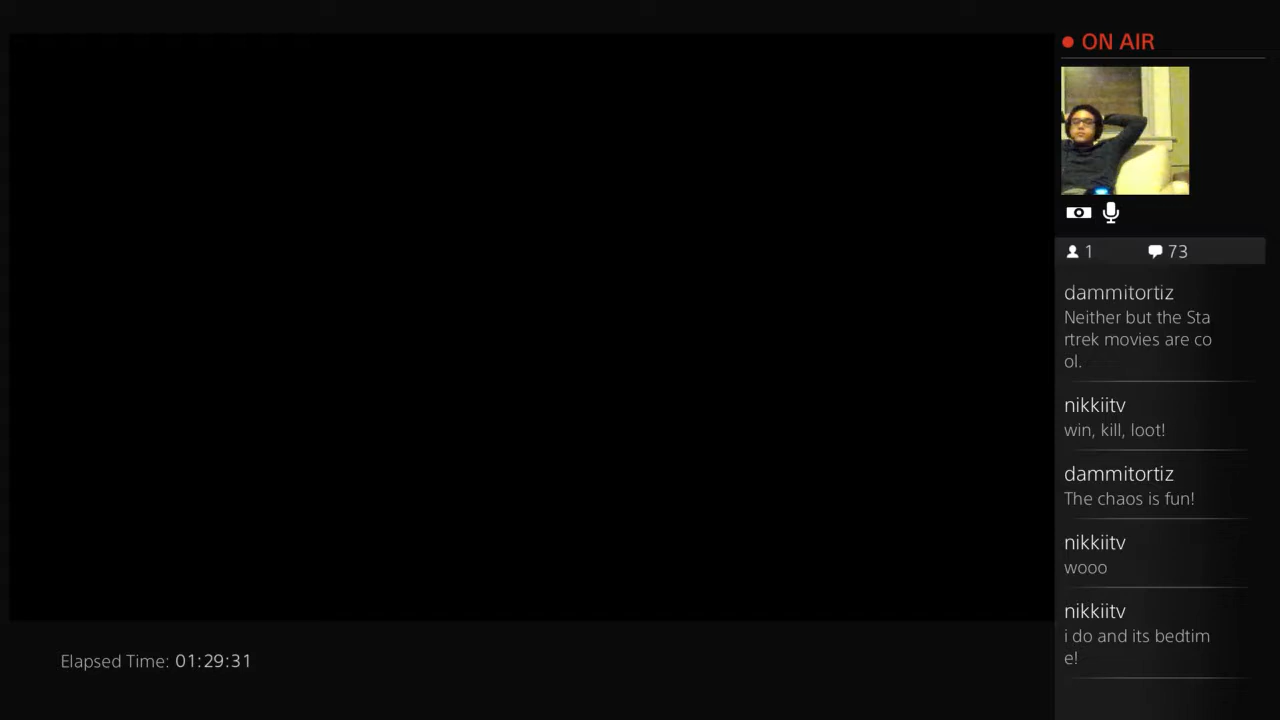 ON AIR
1 73
dammitortiz
Neither but the Sta
rtrek movies are co
ol.
nikkiitv
win, kill, loot!
dammitortiz
The chaos is fun!
nikkiitv
wooo
nikkiitv
i do and its bedtim
e!
Elapsed Time: 01:29:31